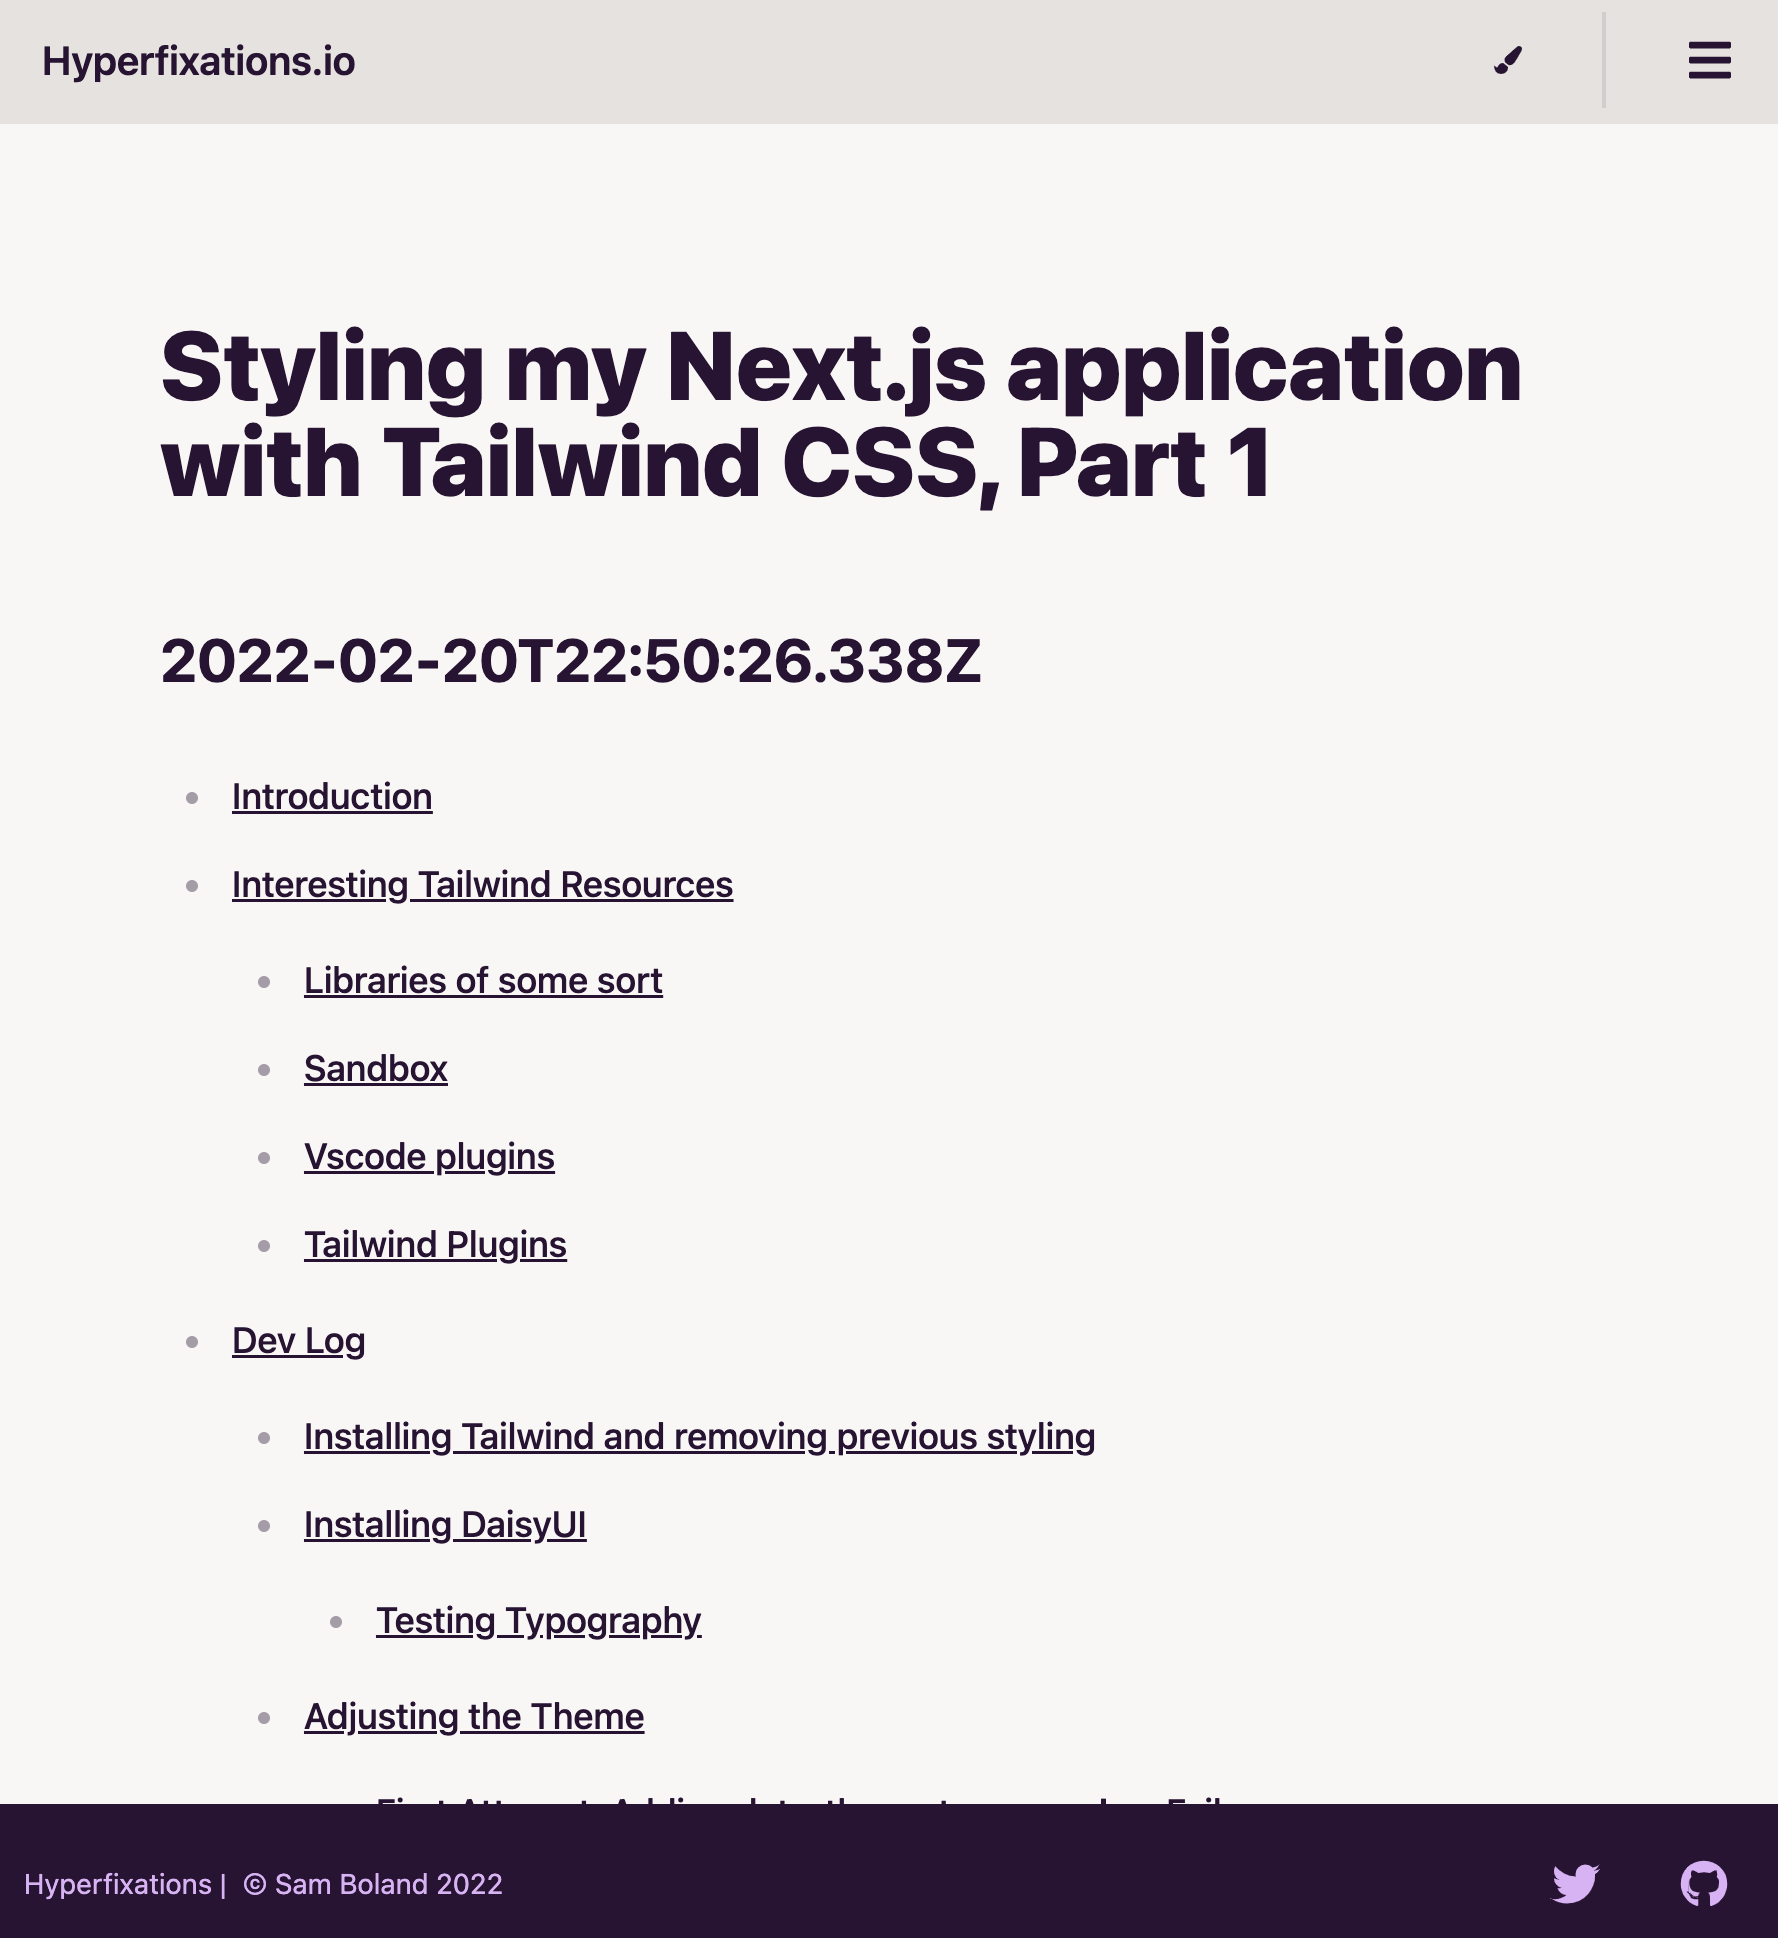 Hyperfixations.io
Styling my Next.js application
with Tailwind CSS, Part 1
2022-02-20T22:50:26.338Z
Introduction
Interesting Tailwind Resources
Libraries of some sort
Sandbox
Vscode plugins
Tailwind Plugins
Dev Log
Installing Tailwind and removing previous styling
Installing DaisyUI
Testing Typography
Adjusting the Theme
Hyperfixations | © Sam Boland 2022